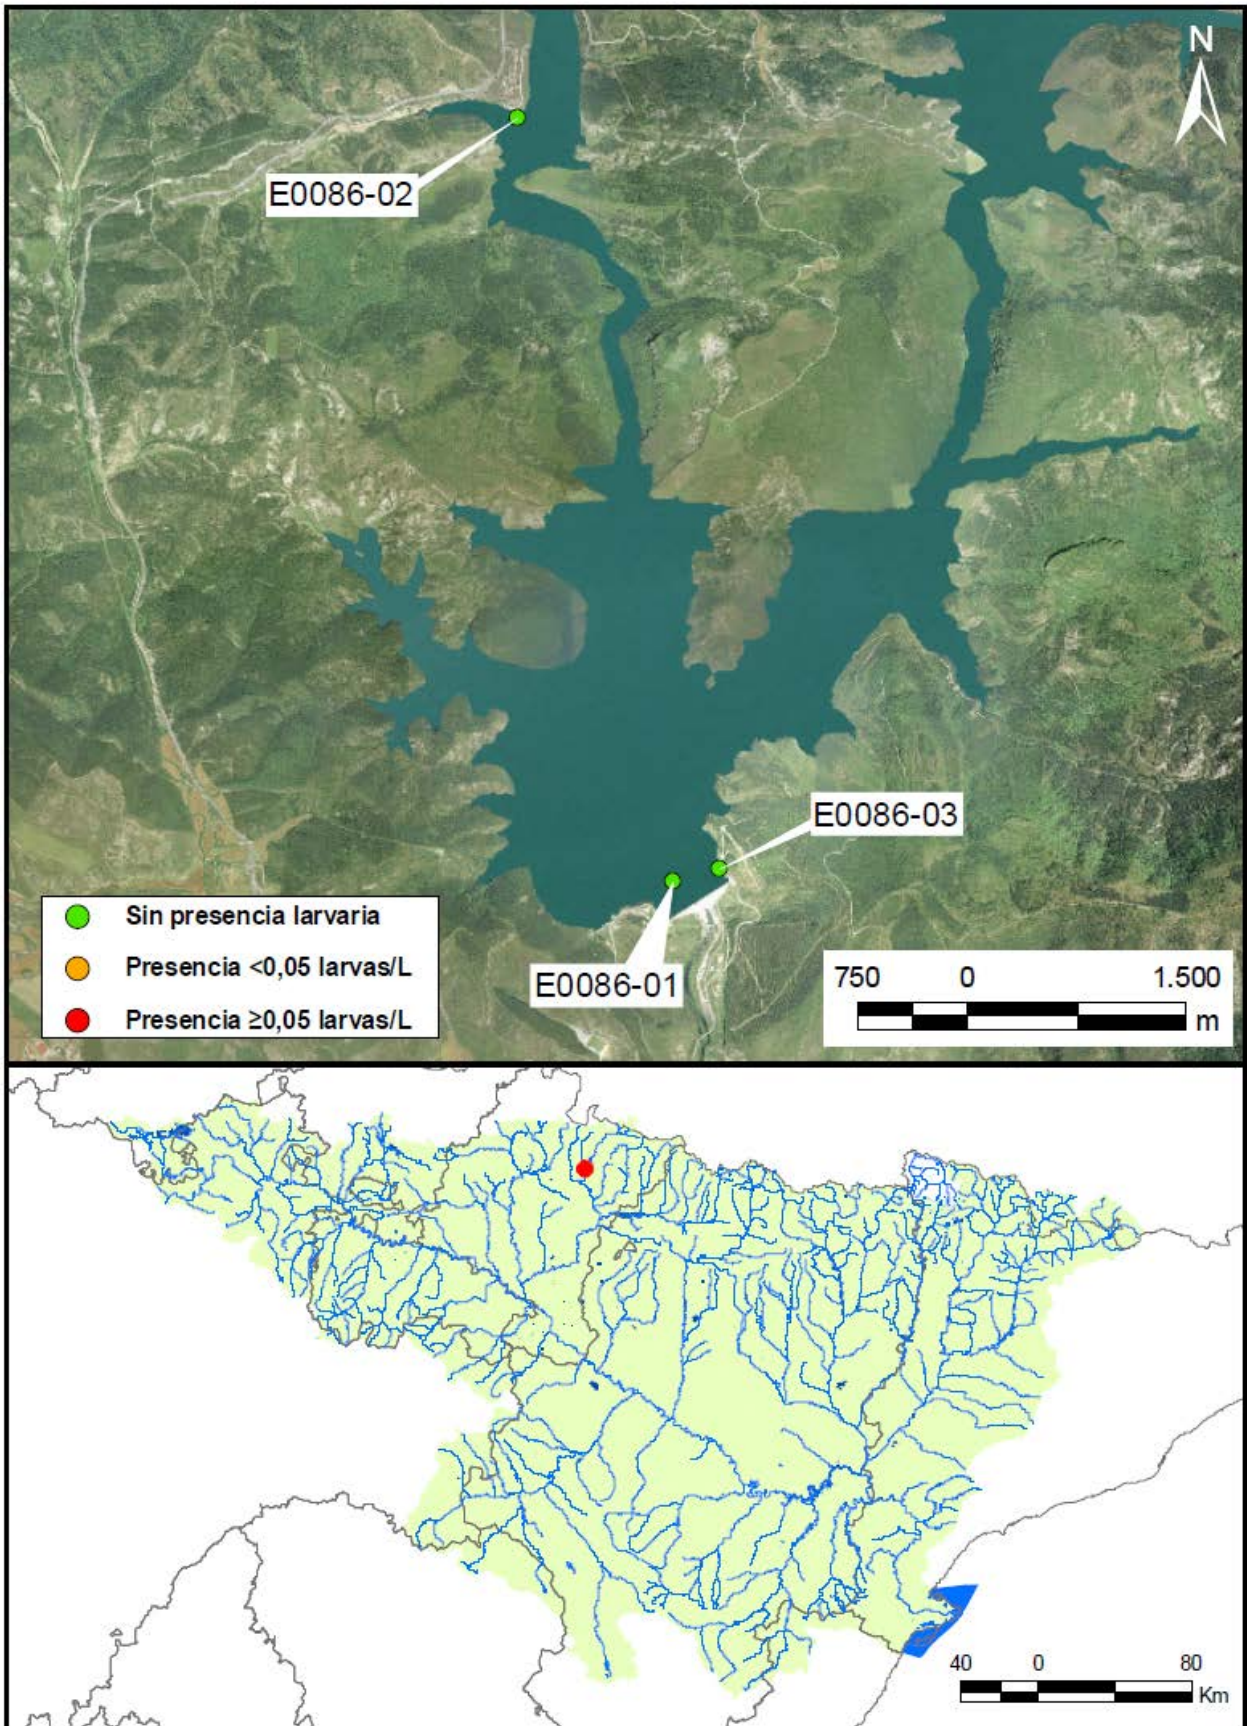 N
E0086-02
E0086-03
E0086-01
Sin presencia larvaria
Presencia <0,05 larvas/L
Presencia ≥0,05 larvas/L
750 0 1.500
m
40 0 80
Km